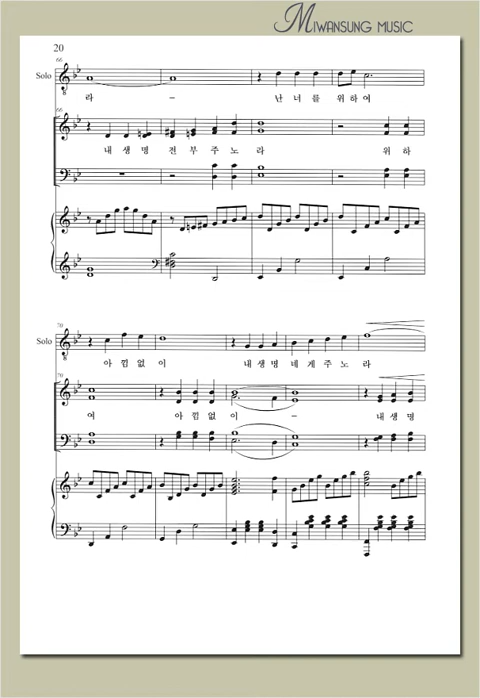 MIWANSUNG MUSIC
20
66
Solo
라 - 난 너 를 위 하 여
66
내 생 명 전 부 주 노 라 위 하
70
Solo
아 낌 없 이 내 생 명 네 게 주 노 라
70
여 아 낌 없 이 - 내 생 명